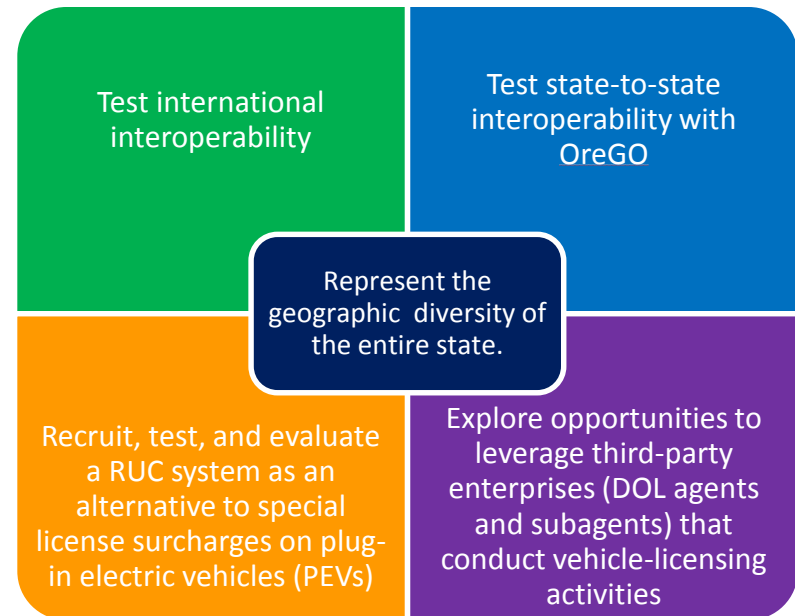 Test international
interoperability
Test state-to-state
interoperability with
OreGO
Represent the
geographic diversity of
the entire state.
Recruit, test, and evaluate
a RUC system as an
alternative to special
license surcharges on plug-
in electric vehicles (PEVs)
Explore opportunities to
leverage third-party
enterprises (DOL agents
and subagents) that
conduct vehicle-licensing
activities